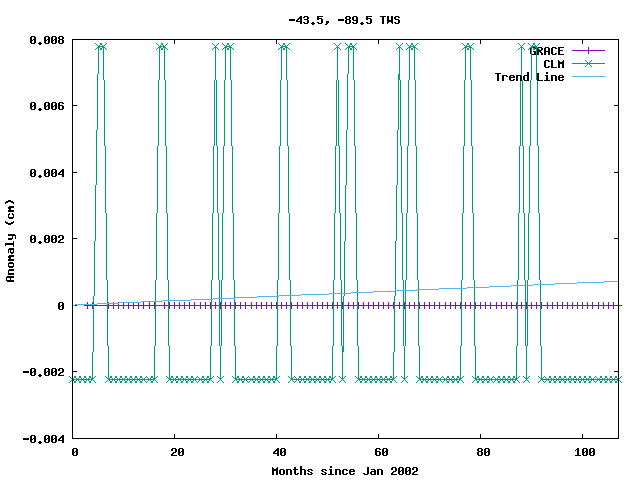 -43.5, -89.5 TWS
0.008
GRACE
CLM
Trend Line
0.006
0.004
0.002
0
-0.002
-0.004
Anomaly (cm)
0 20 40 60 80 100
Months since Jan 2002